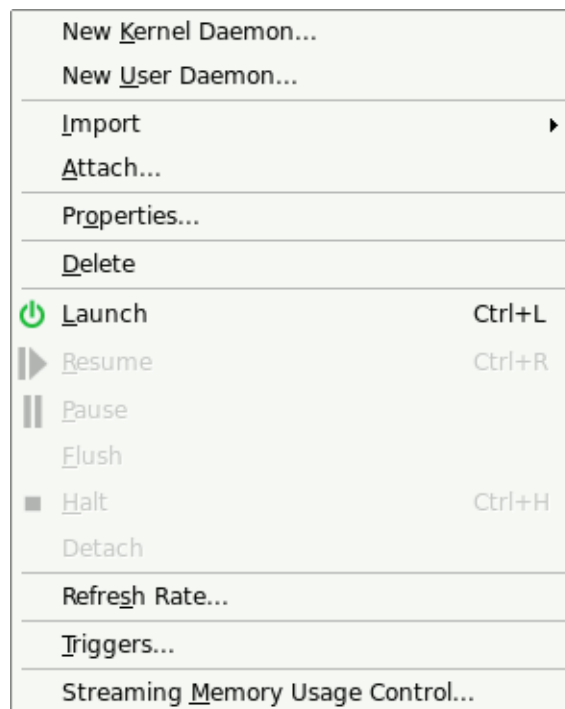 New Kernel Daemon...
New User Daemon...
Import
Attach...
Properties...
Delete
Launch Ctrl+L
Resume Ctrl+R
Pause
Flush
Halt Ctrl+H
Detach
Refresh Rate...
Triggers...
Streaming Memory Usage Control...